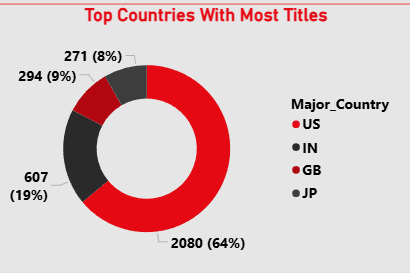 Top Countries With Most Titles
271 (8%)
294 (9%)
607
(19%)
2080 (64%)
Major_Country
US
IN
GB
JP